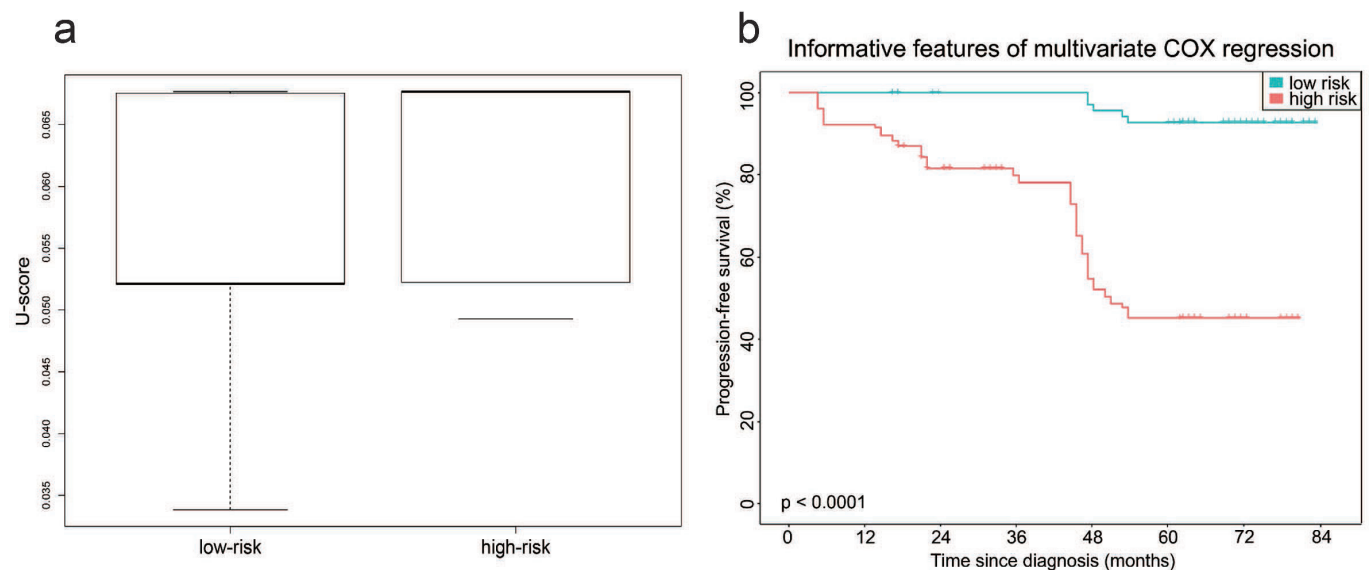 a
U-score
0.065
0.060
0.055
0.050
0.045
0.040
0.035
low-risk
high-risk
b
Informative features of multivariate COX regression
low risk
high risk
Progression-free survival (%)
100
80
60
40
20
0
p < 0.0001
0 12 24 36 48 60 72 84
Time since diagnosis (months)